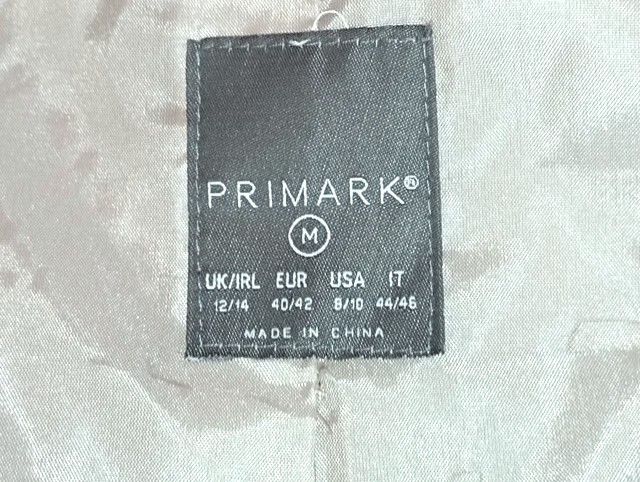 PRIMARK®
M
UK/IRL EUR USA IT
12/14 40/42 8/10 44/46
MADE IN CHINA